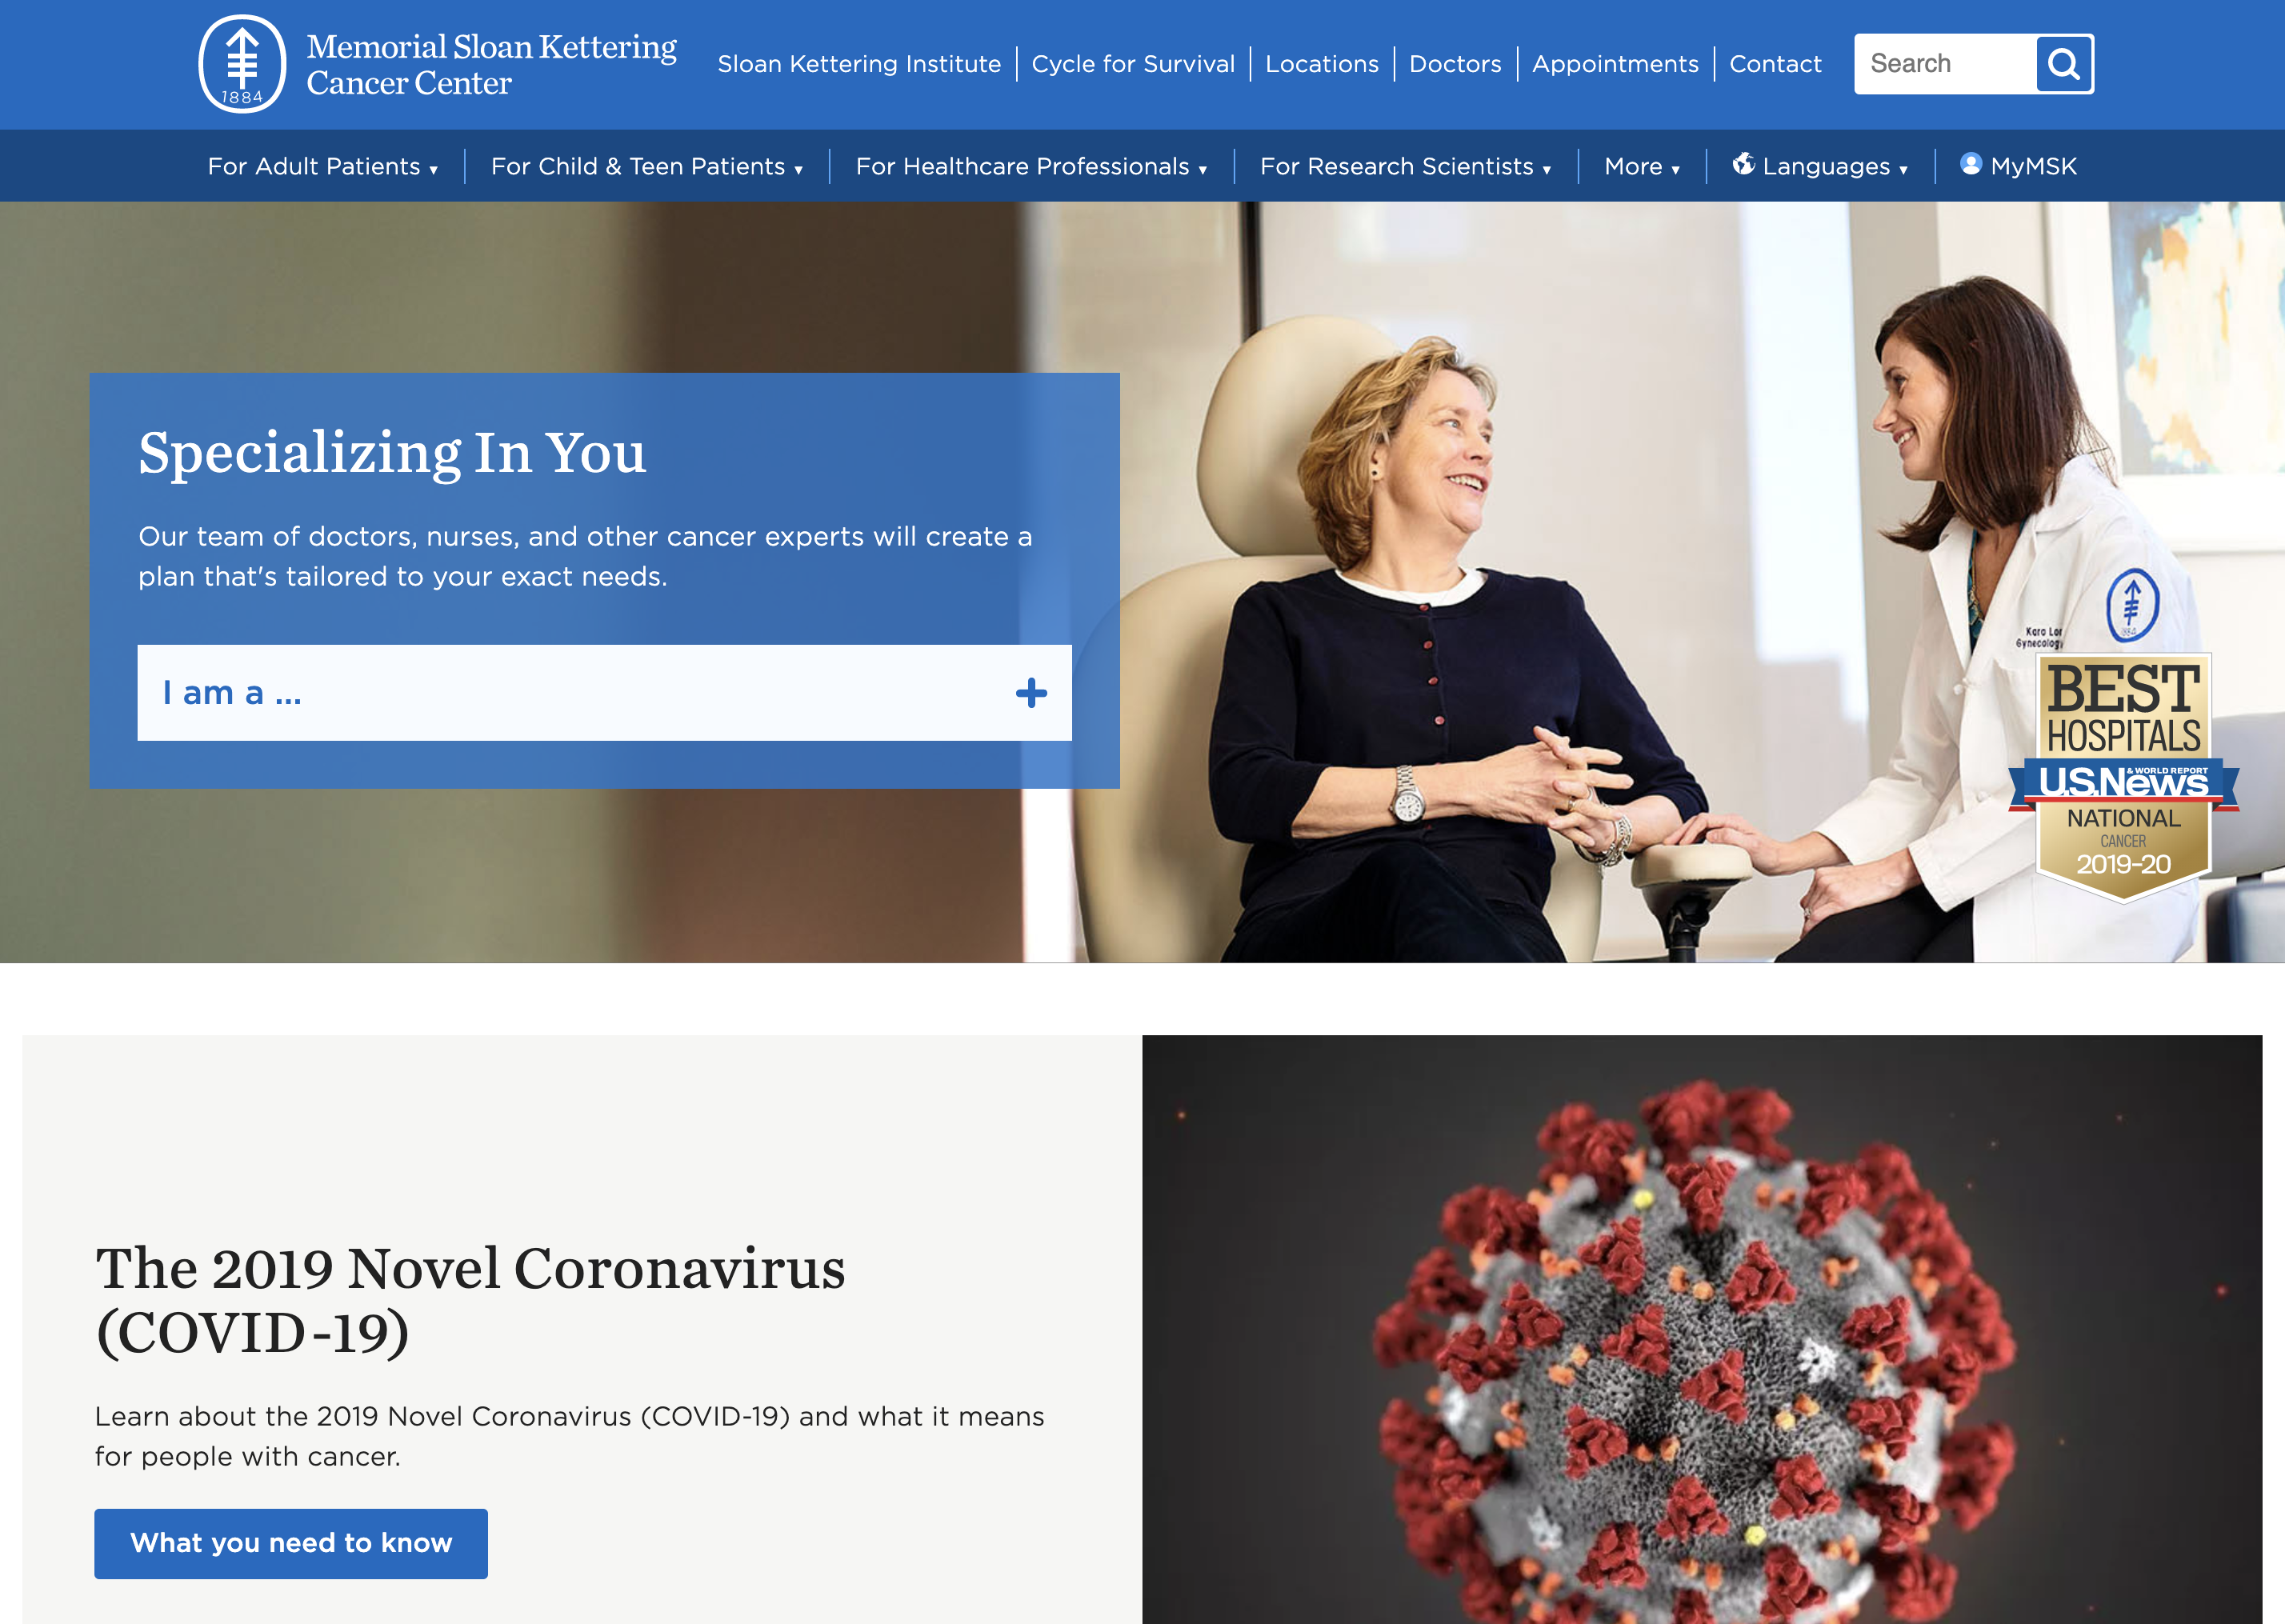 1884
Memorial Sloan Kettering
Cancer Center
Sloan Kettering Institute
Cycle for Survival
Locations
Doctors
Appointments
Contact
Search
For Adult Patients
For Child & Teen Patients
For Healthcare Professionals
For Research Scientists
More
Languages
MyMSK
Specializing In You
Our team of doctors, nurses, and other cancer experts will create a
plan that's tailored to your exact needs.
I am a ...
Kara Lon
Gynecology
BEST
HOSPITALS
U.S. News
& WORLD REPORT
NATIONAL
CANCER
2019-20
The 2019 Novel Coronavirus
(COVID-19)
Learn about the 2019 Novel Coronavirus (COVID-19) and what it means
for people with cancer.
What you need to know